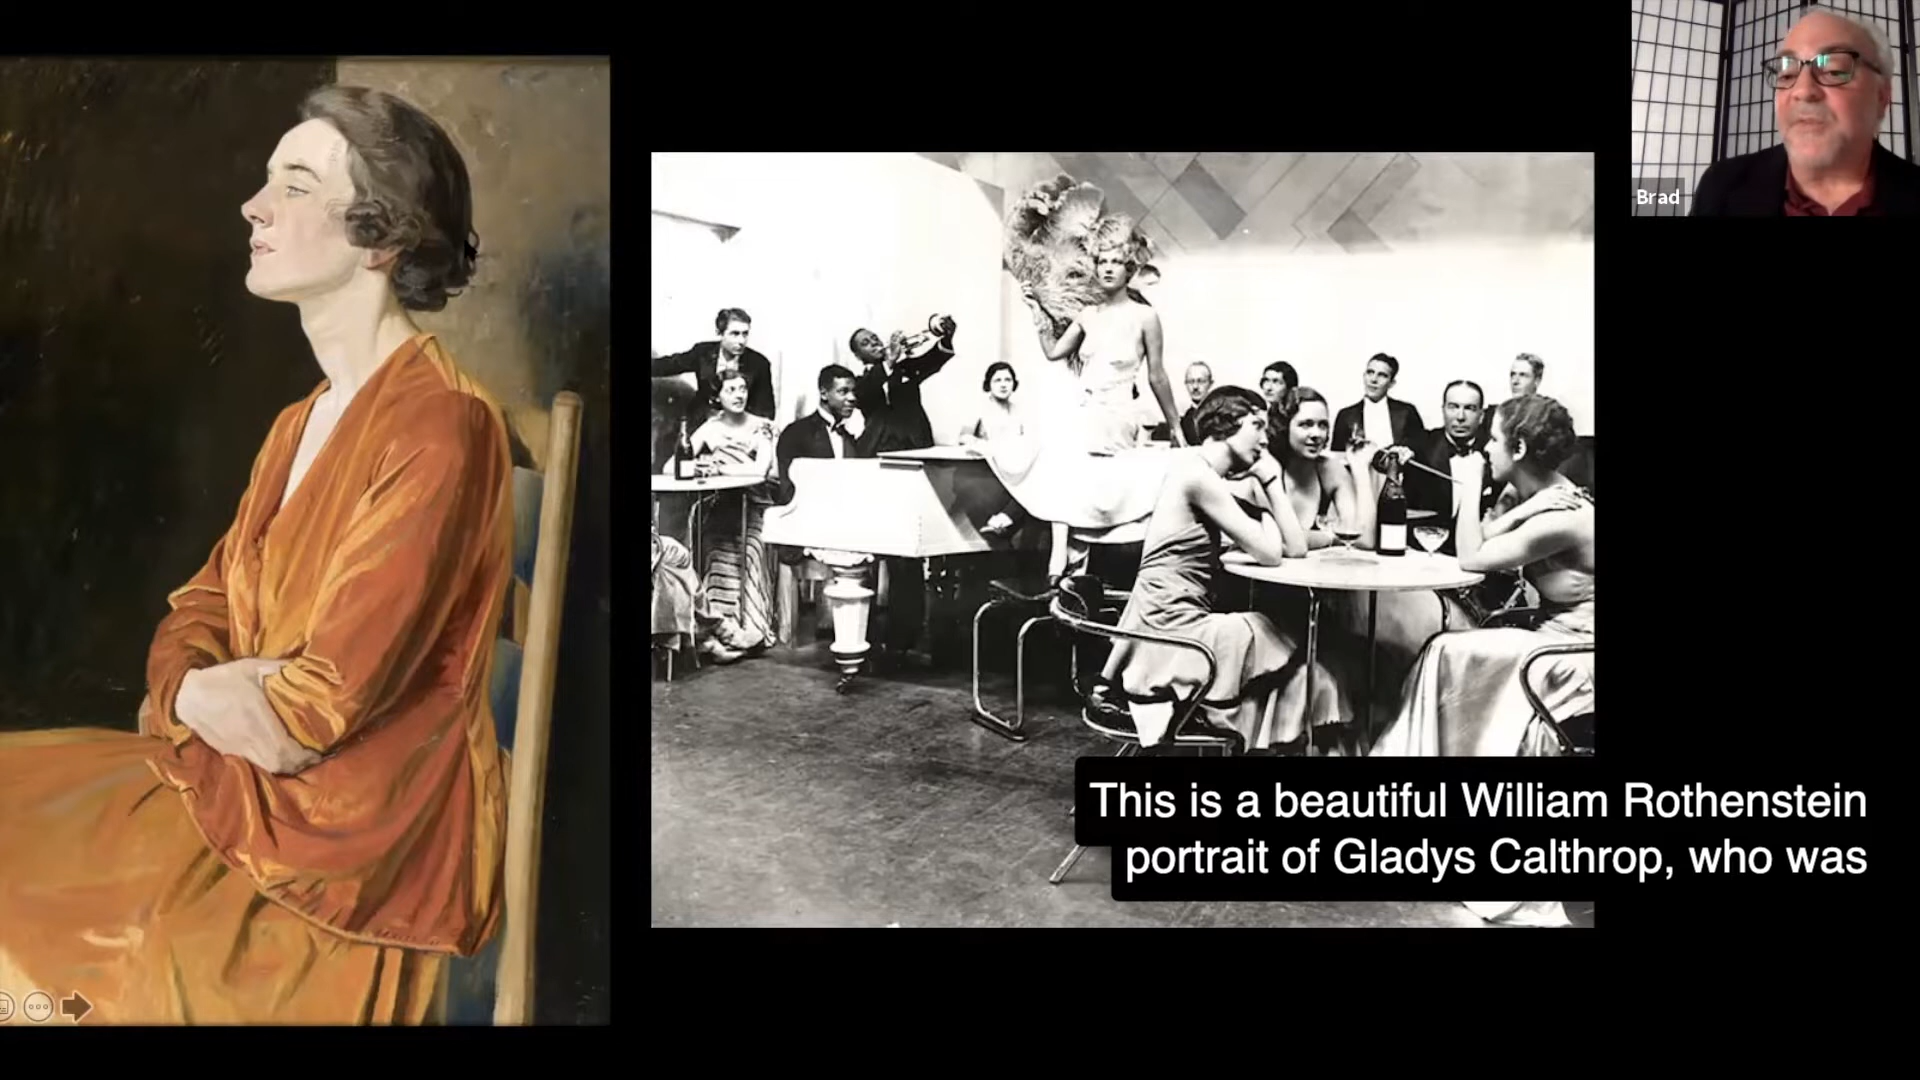 Brad
This is a beautiful William Rothenstein
portrait of Gladys Calthrop, who was